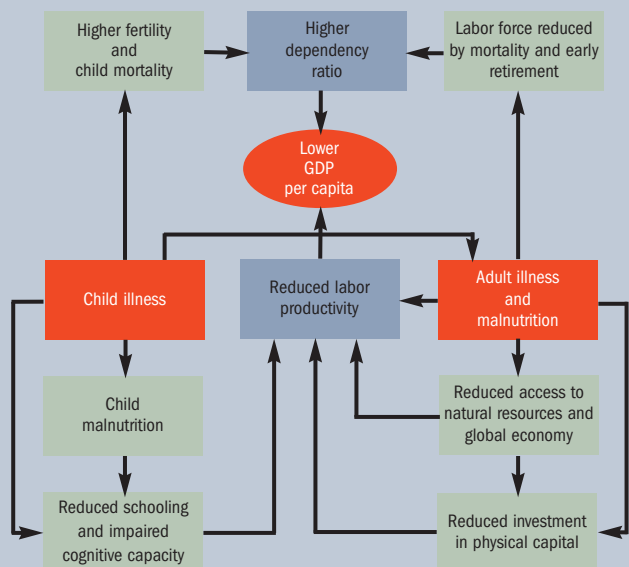 Higher fertility
and
child mortality
Higher
dependency
ratio
Labor force reduced
by mortality and early
retirement
Lower
GDP
per capita
Child illness
Reduced labor
productivity
Adult illness
and
malnutrition
Child
malnutrition
Reduced access to
natural resources and
global economy
Reduced schooling
and impaired
cognitive capacity
Reduced investment
in physical capital